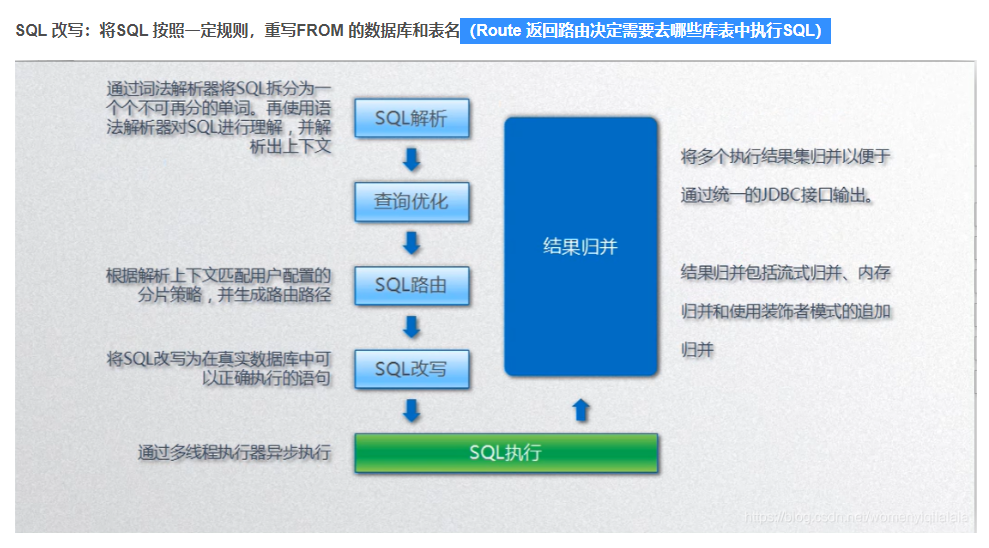 SQL 改写：将SQL 按照一定规则，重写FROM 的数据库和表名（Route 返回路由决定需要去哪些库表中执行SQL）
通过词法解析器将SQL拆分为一
个个不可再分的单词。再使用语
法解析器对SQL进行理解，并解
析出上下文
SQL解析
查询优化
根据解析上下文匹配用户配置的
分片策略，并生成路由路径
SQL路由
将SQL改写为在真实数据库中可
以正确执行的语句
SQL改写
通过多线程执行器异步执行
SQL执行
结果归并
将多个执行结果集归并以便于
通过统一的JDBC接口输出。
结果归并包括流式归并、内存
归并和使用装饰者模式的追加
归并